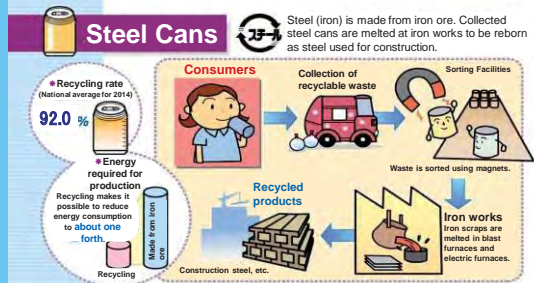 Steel Cans
スチール
Steel (iron) is made from iron ore. Collected
steel cans are melted at iron works to be reborn
as steel used for construction.
*Recycling rate
(National average for 2014)
92.0 %
*Energy
required for
production
Recycling makes it
possible to reduce
energy consumption
to about one
forth.
Recycling
Made from iron
ore
Consumers
Collection of
recyclable waste
Sorting Facilities
Waste is sorted using magnets.
Iron works
Iron scraps are
melted in blast
furnaces and
electric furnaces.
Recycled
products
Construction steel, etc.